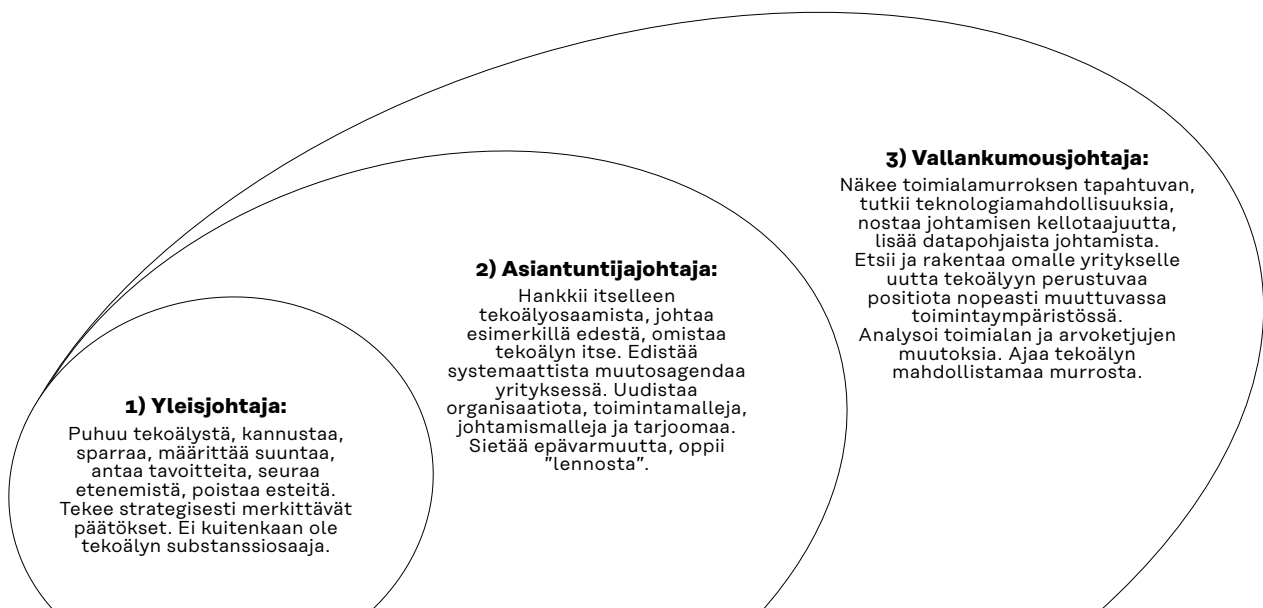 1) Yleisjohtaja:
Puhuu tekoälystä, kannustaa,
sparraa, määrittää suuntaa,
antaa tavoitteita, seuraa
etenemistä, poistaa esteitä.
Tekee strategisesti merkittävät
päätökset. Ei kuitenkaan ole
tekoälyn substanssiosaaja.
2) Asiantuntijajohtaja:
Hankkii itselleen
tekoälyosaamista, johtaa
esimerkillä edestä, omistaa
tekoälyn itse. Edistää
systemaattista muutosagendaa
yrityksessä. Uudistaa
organisaatiota, toimintamalleja,
johtamismalleja ja tarjoomaa.
Sietää epävarmuutta, oppii
”lennosta”.
3) Vallankumousjohtaja:
Näkee toimialamurroksen tapahtuvan,
tutkii teknologiamahdollisuuksia,
nostaa johtamisen kellotaajuutta,
lisää datapohjaista johtamista.
Etsii ja rakentaa omalle yritykselle
uutta tekoälyyn perustuvaa
positiota nopeasti muuttuvassa
toimintaympäristössä.
Analysoi toimialan ja arvoketjujen
muutoksia. Ajaa tekoälyn
mahdollistamaa murrosta.